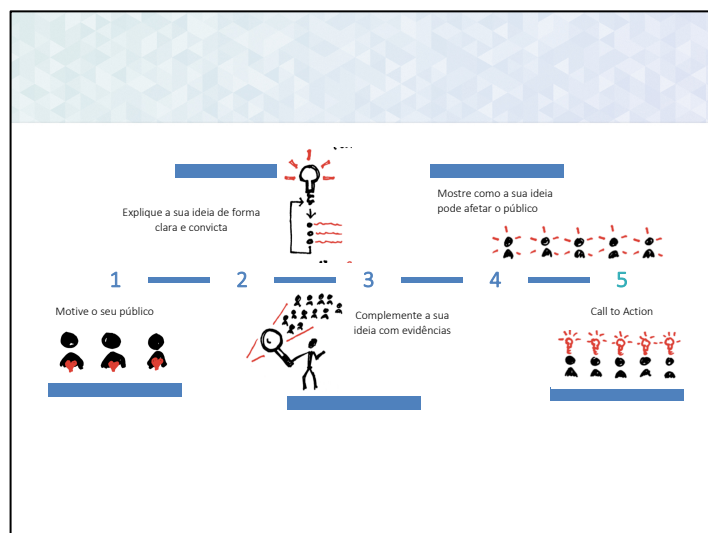 Explique a sua ideia de forma
clara e convicta
Mostre como a sua ideia
pode afetar o público
1
2
3
4
5
Motive o seu público
Complemente a sua
ideia com evidências
Call to Action